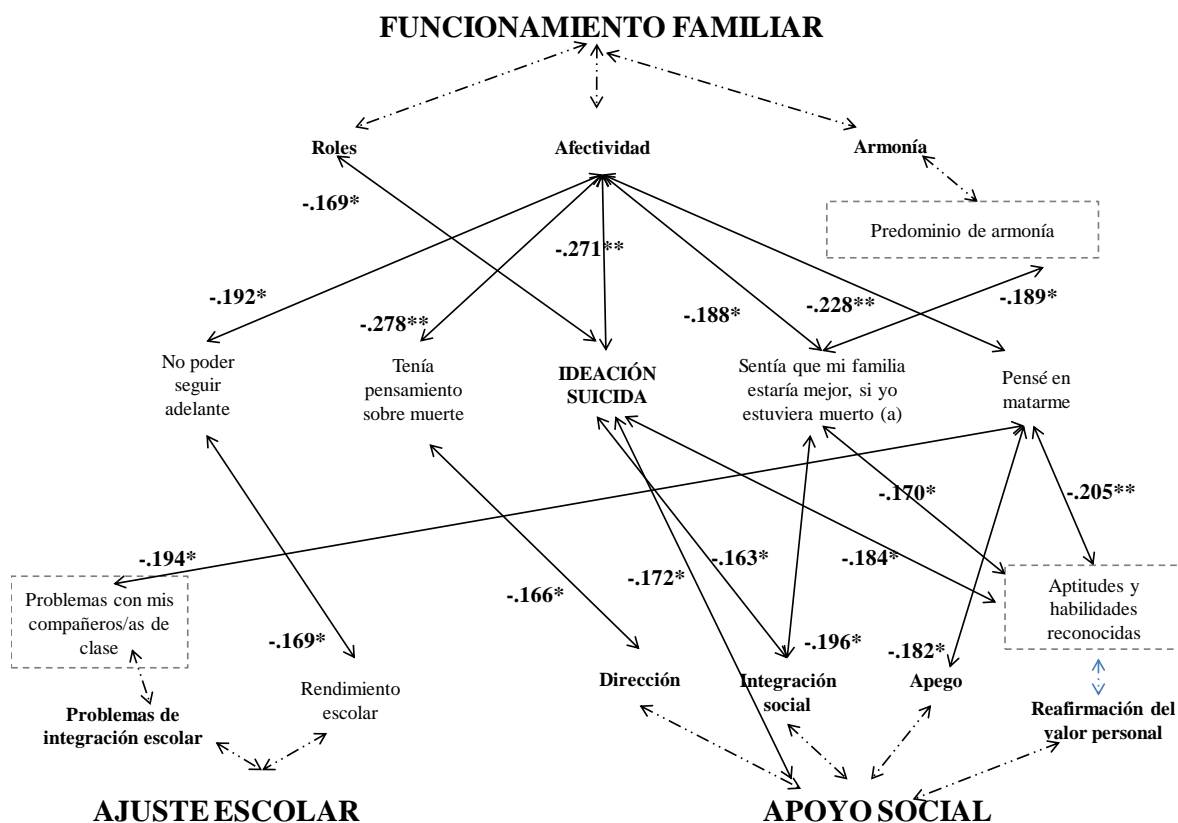 FUNCIONAMIENTO FAMILIAR
Roles
Afectividad
Armonía
-.169*
Predominio de armonía
-.271**
-.192*
-.278**
-.188*
-.228**
-.189*
No poder
seguir
adelante
Tenía
pensamiento
sobre muerte
IDEACIÓN
SUICIDA
Sentía que mi familia
estaría mejor, si yo
estuviera muerto (a)
Pensé en
matarme
-.170*
-.205**
-.194*
-.166*
-.172*
-.163*
-.184*
Problemas con mis
compañeros/as de
clase
Aptitudes y
habilidades
reconocidas
-.169*
-.196*
-.182*
Rendimiento
escolar
Dirección
Integración
social
Apego
Problemas de
integración escolar
Reafirmación del
valor personal
AJUSTE ESCOLAR
APOYO SOCIAL